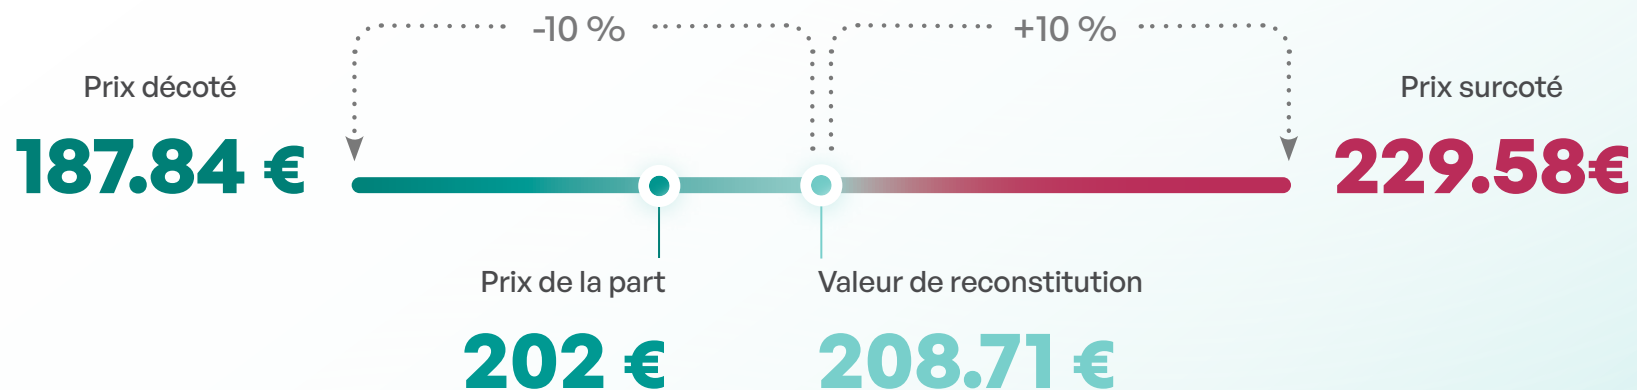 -10 %
+10 %
Prix décoté
187.84 €
Prix surcoté
229.58€
Prix de la part
202 €
Valeur de reconstitution
208.71 €